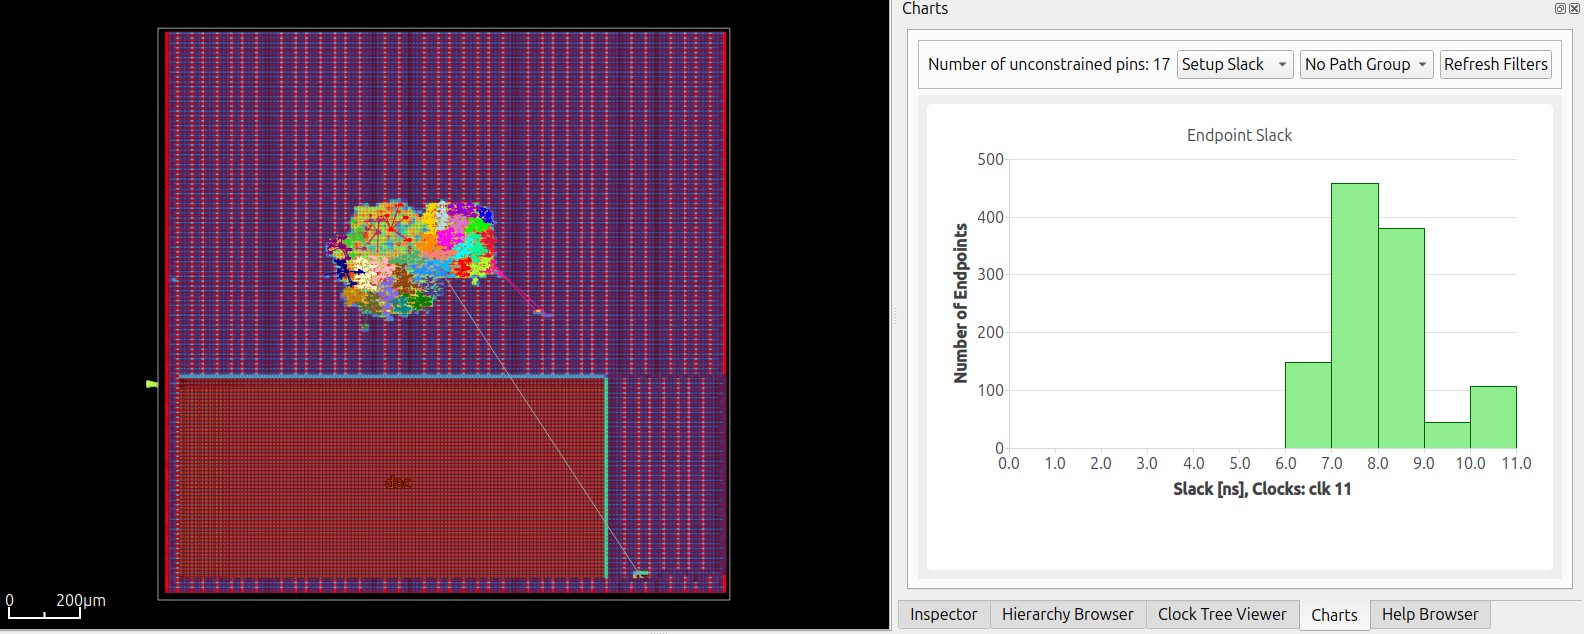 Charts
Number of unconstrained pins: 17 Setup Slack No Path Group Refresh Filters
Endpoint Slack
Number of Endpoints
500
400
300
200
100
0
0.0 1.0 2.0 3.0 4.0 5.0 6.0 7.0 8.0 9.0 10.0 11.0
Slack [ns], Clocks: clk 11
dac
0 200μm
Inspector Hierarchy Browser Clock Tree Viewer Charts Help Browser